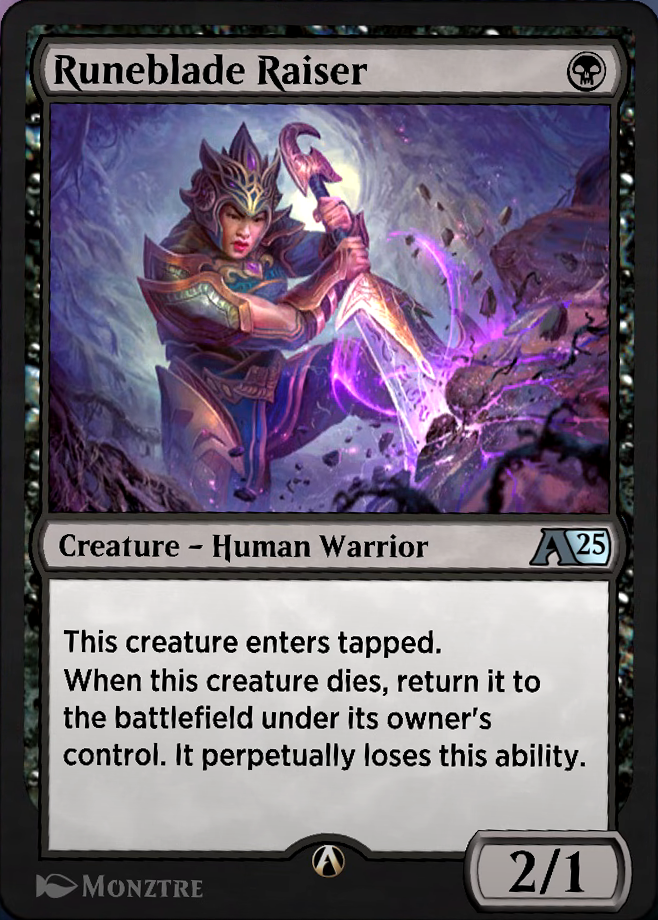 Runeblade Raiser
Creature – Human Warrior
A25
This creature enters tapped.
When this creature dies, return it to
the battlefield under its owner's
control. It perpetually loses this ability.
2/1
A
Monztre